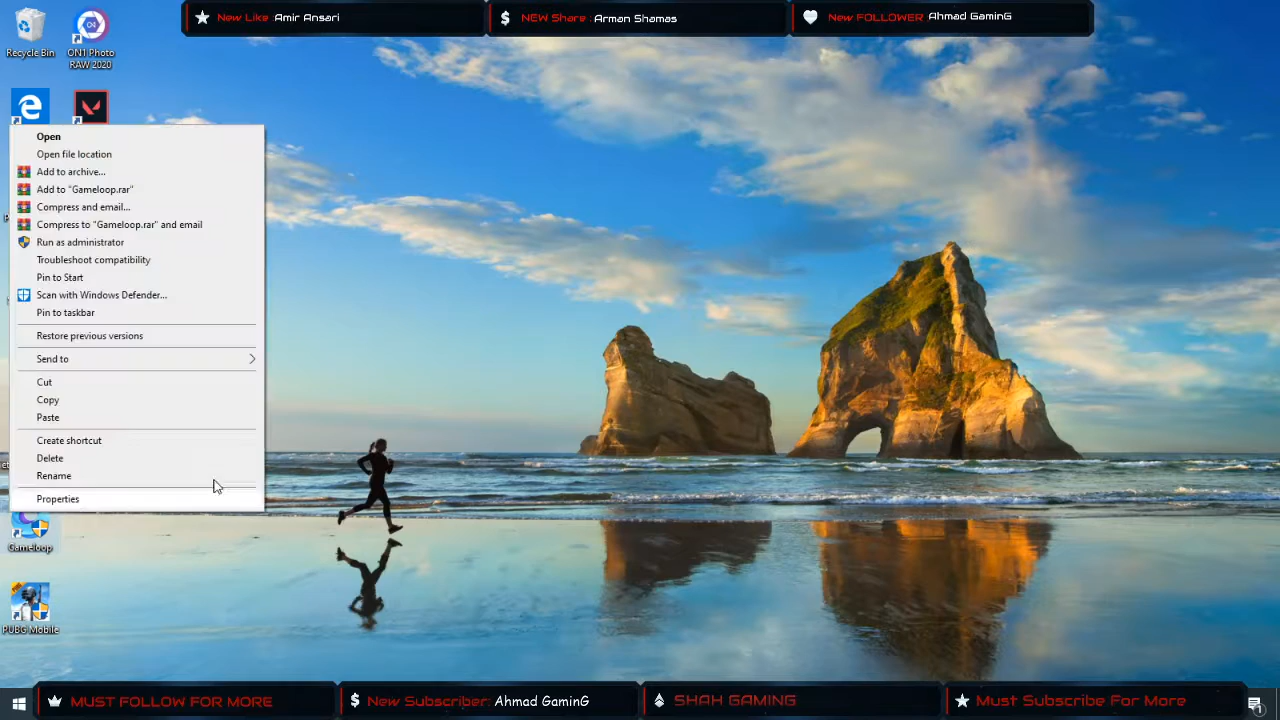 New Like Amir Ansari
NEW Share : Arman Shamas
New FOLLOWER Ahmad GaminG
Recycle Bin
ON1 Photo
RAW 2020
Open
Open file location
Add to archive...
Add to "Gameloop.rar"
Compress and email...
Compress to "Gameloop.rar" and email
Run as administrator
Troubleshoot compatibility
Pin to Start
Scan with Windows Defender...
Pin to taskbar
Restore previous versions
Send to
Cut
Copy
Paste
Create shortcut
Delete
Rename
Properties
Gameloop
PUBG Mobile
MUST FOLLOW FOR MORE
New Subscriber: Ahmad GaminG
SHAH GAMING
Must Subscribe For More